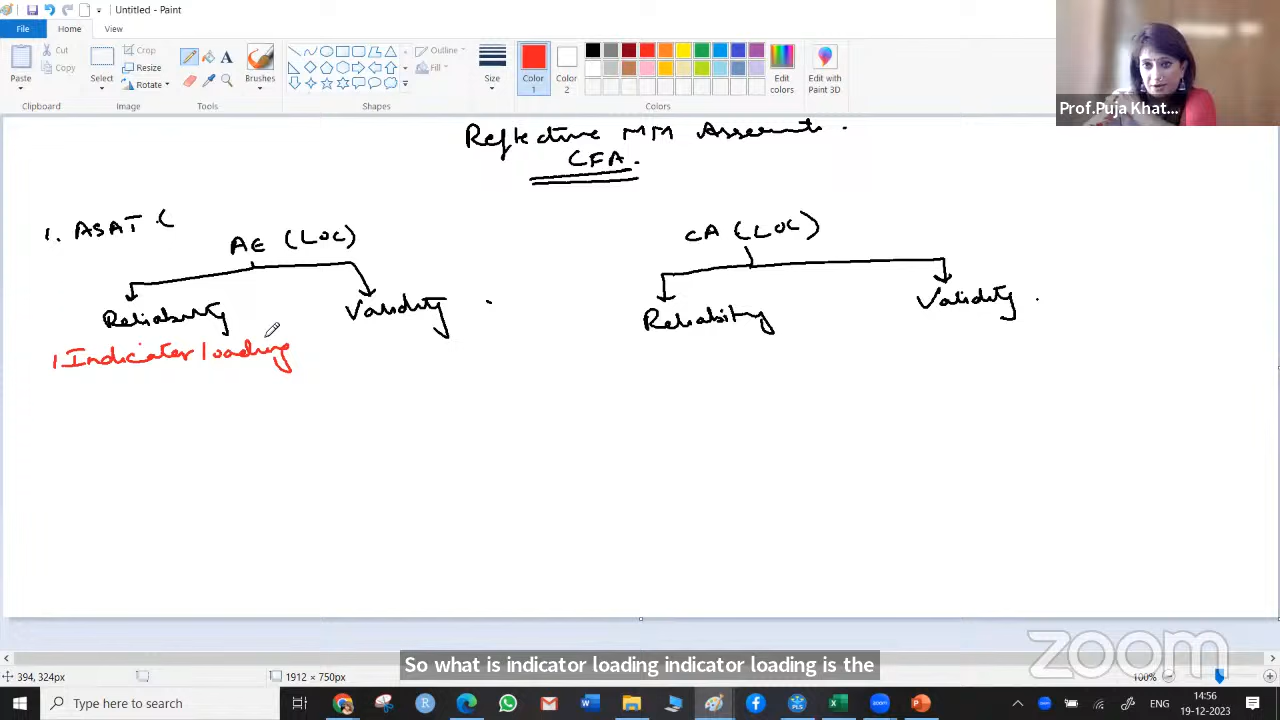 Untitled - Paint
File
Home
View
Paste
Cut
Copy
Clipboard
Select
Crop
Resize
Rotate
Image
Tools
Brushes
Shapes
Outline
Fill
Size
Color 1
Color 2
Colors
Edit colors
Edit with Paint 3D
Prof.Puja Khat...
Reflective MM
CFA.
1. ASAT (
AE (LOC)
CA (LOC)
Reliability
Validity
Reliability
Validity
1 Indicator loading
zoom
So what is indicator loading indicator loading is the
394, 324px
1912 × 750px
100%
Type here to search
ENG
14:56
19-12-2023